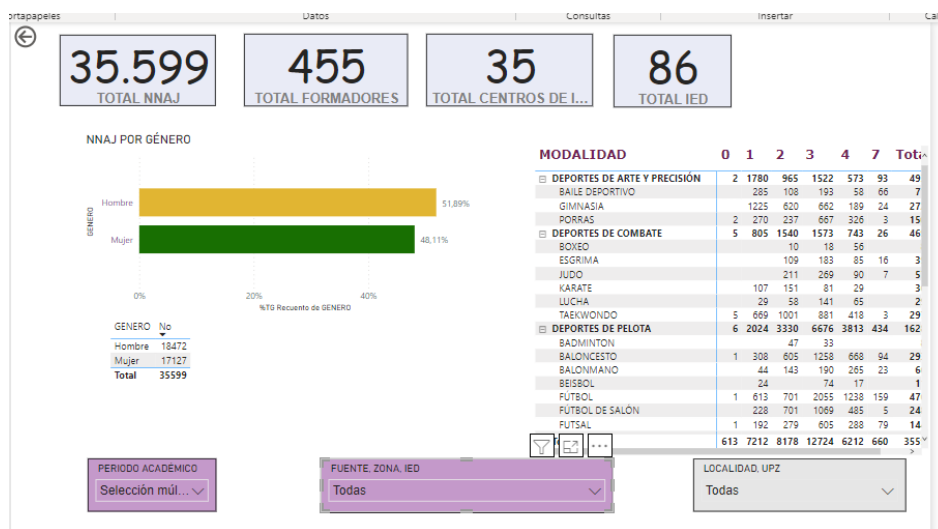 ortapapeles Datos Consultas Insertar Cal
35.599 455 35 86
TOTAL NNAJ TOTAL FORMADORES TOTAL CENTROS DE I... TOTAL IED
NNAJ POR GÉNERO
GENERO
Hombre 51,89%
Mujer 48,11%
0% 20% 40%
%TG Recuento de GENERO
GENERO No
Hombre 18472
Mujer 17127
Total 35599
MODALIDAD 0 1 2 3 4 7 Tota
DEPORTES DE ARTE Y PRECISIÓN 2 1780 965 1522 573 93 49
BAILE DEPORTIVO 285 108 193 58 66 7
GIMNASIA 1225 620 662 189 24 27
PORRAS 2 270 237 667 326 3 15
DEPORTES DE COMBATE 5 805 1540 1573 743 26 46
BOXEO 10 18 56
ESGRIMA 109 183 85 16 3
JUDO 211 269 90 7 5
KARATE 107 151 81 29 3
LUCHA 29 58 141 65 2
TAEKWONDO 5 669 1001 881 418 3 29
DEPORTES DE PELOTA 6 2024 3330 6676 3813 434 162
BADMINTON 47 33
BALONCESTO 1 308 605 1258 668 94 29
BALONMANO 44 143 190 265 23 6
BEISBOL 24 74 17 1
FÚTBOL 1 613 701 2055 1238 159 47
FÚTBOL DE SALÓN 228 701 1069 485 5 24
FUTSAL 1 192 279 605 288 79 14
613 7212 8178 12724 6212 660 355
PERIODO ACADÉMICO
Selección múl...
FUENTE, ZONA, IED
Todas
LOCALIDAD, UPZ
Todas